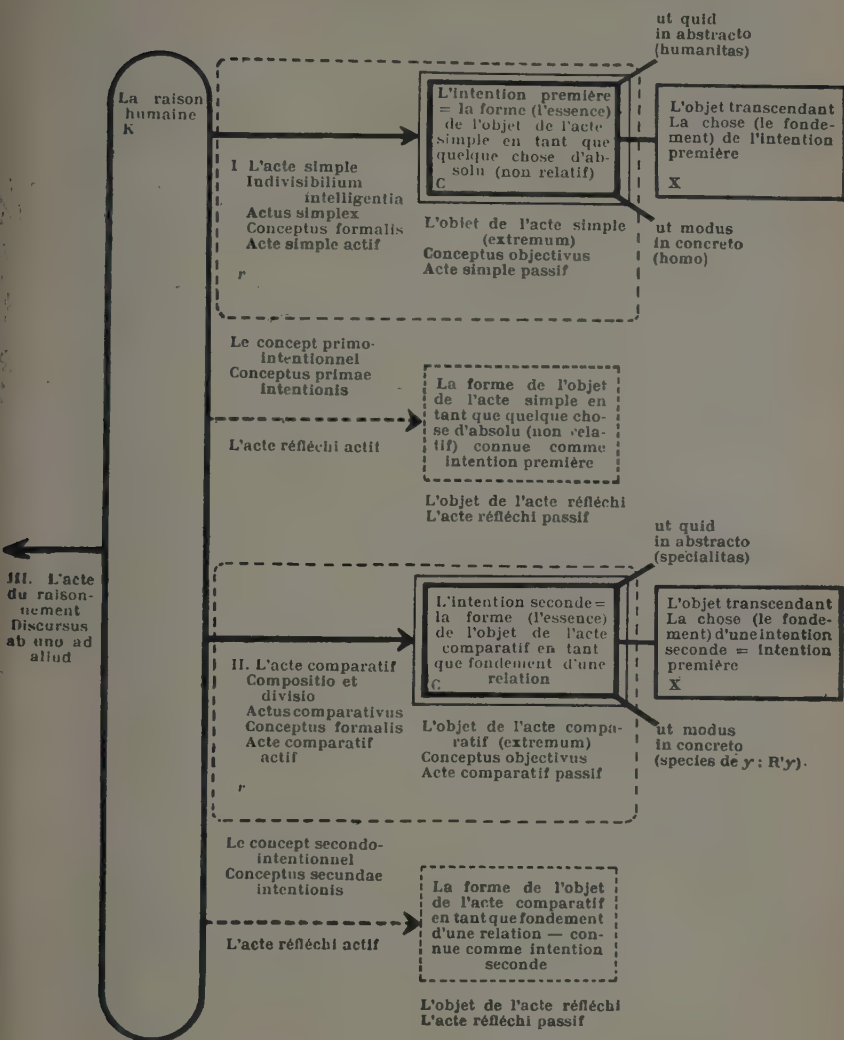 La raison
humaine
K
ut quid
in abstracto
(humanitas)
L'intention première
= la forme (l'essence)
de l'objet de l'acte
simple en tant que
quelque chose d'ab-
solu (non relatif)
C
L'objet transcendant
La chose (le fonde-
ment) de l'intention
première
X
I L'acte simple
Indivisibilium
intelligentia
Actus simplex
Conceptus formalis
Acte simple actif
r
L'objet de l'acte simple
(extremum)
Conceptus objectivus
Acte simple passif
ut modus
in concreto
(homo)
Le concept primo-
intentionnel
Conceptus primae
intentionis
L'acte réfléchi actif
La forme de l'objet
de l'acte simple en
tant que quelque cho-
se d'absolu (non rela-
tif) connue comme
intention première
L'objet de l'acte réfléchi
L'acte réfléchi passif
III. L'acte
du raison-
nement
Discursus
ab uno ad
aliud
ut quid
in abstracto
(specialitas)
L'intention seconde =
la forme (l'essence)
de l'objet de l'acte
comparatif en tant
que fondement d'une
relation
C
L'objet transcendant
La chose (le fonde-
ment) d'une intention
seconde = intention
première
X
II. L'acte comparatif
Compositio et
divisio
Actus comparativus
Conceptus formalis
Acte comparatif
actif
r
L'objet de l'acte compa-
ratif (extremum)
Conceptus objectivus
Acte comparatif passif
ut modus
in concreto
(species de y : R'y).
Le concept secondo-
intentionnel
Conceptus secundae
intentionis
L'acte réfléchi actif
La forme de l'objet
de l'acte comparatif
en tant que fondement
d'une relation — con-
nue comme intention
seconde
L'objet de l'acte réfléchi
L'acte réfléchi passif